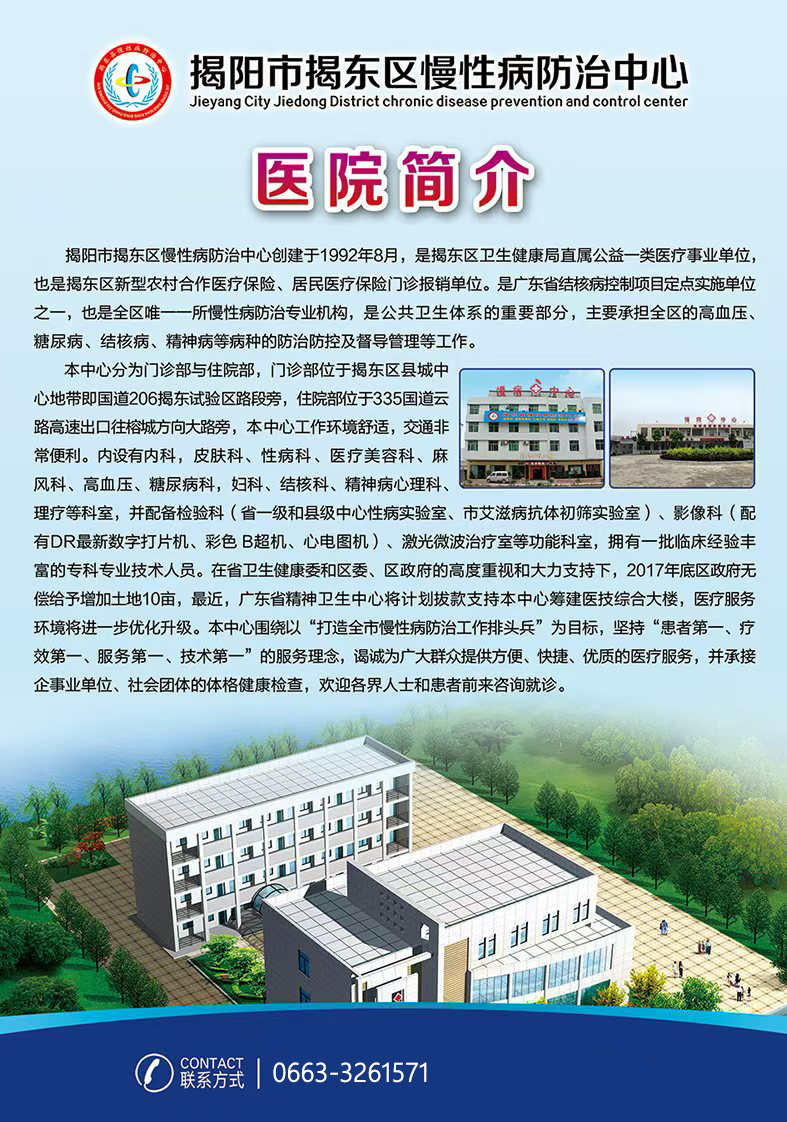 揭阳市揭东区慢性病防治中心
Jieyang City Jiedong District chronic disease prevention and control center
医院简介
揭阳市揭东区慢性病防治中心创建于1992年8月，是揭东区卫生健康局直属公益一类医疗事业单位，
也是揭东区新型农村合作医疗保险、居民医疗保险门诊报销单位。是广东省结核病控制项目定点实施单位
之一，也是全区唯一一所慢性病防治专业机构，是公共卫生体系的重要部分，主要承担全区的高血压、
糖尿病、结核病、精神病等病种的防治防控及督导管理等工作。
本中心分为门诊部与住院部，门诊部位于揭东区县城中
心地带即国道206揭东试验区路段旁，住院部位于335国道云
路高速出口往榕城方向大路旁，本中心工作环境舒适，交通非
常便利。内设有内科，皮肤科、性病科、医疗美容科、麻
风科、高血压、糖尿病科，妇科、结核科、精神病心理科、
理疗等科室，并配备检验科（省一级和县级中心性病实验室、市艾滋病抗体初筛实验室）、影像科（配
有DR最新数字打片机、彩色 B超机、心电图机）、激光微波治疗室等功能科室，拥有一批临床经验丰
富的专科专业技术人员。在省卫生健康委和区委、区政府的高度重视和大力支持下，2017年底区政府无
偿给予增加土地10亩，最近，广东省精神卫生中心将计划拔款支持本中心筹建医技综合大楼，医疗服务
环境将进一步优化升级。本中心围绕以“打造全市慢性病防治工作排头兵”为目标，坚持“患者第一、疗
效第一、服务第一、技术第一”的服务理念，谒诚为广大群众提供方便、快捷、优质的医疗服务，并承接
企事业单位、社会团体的体格健康检查，欢迎各界人士和患者前来咨询就诊。
慢病中心
慢病中心
CONTACT
联系方式
0663-3261571